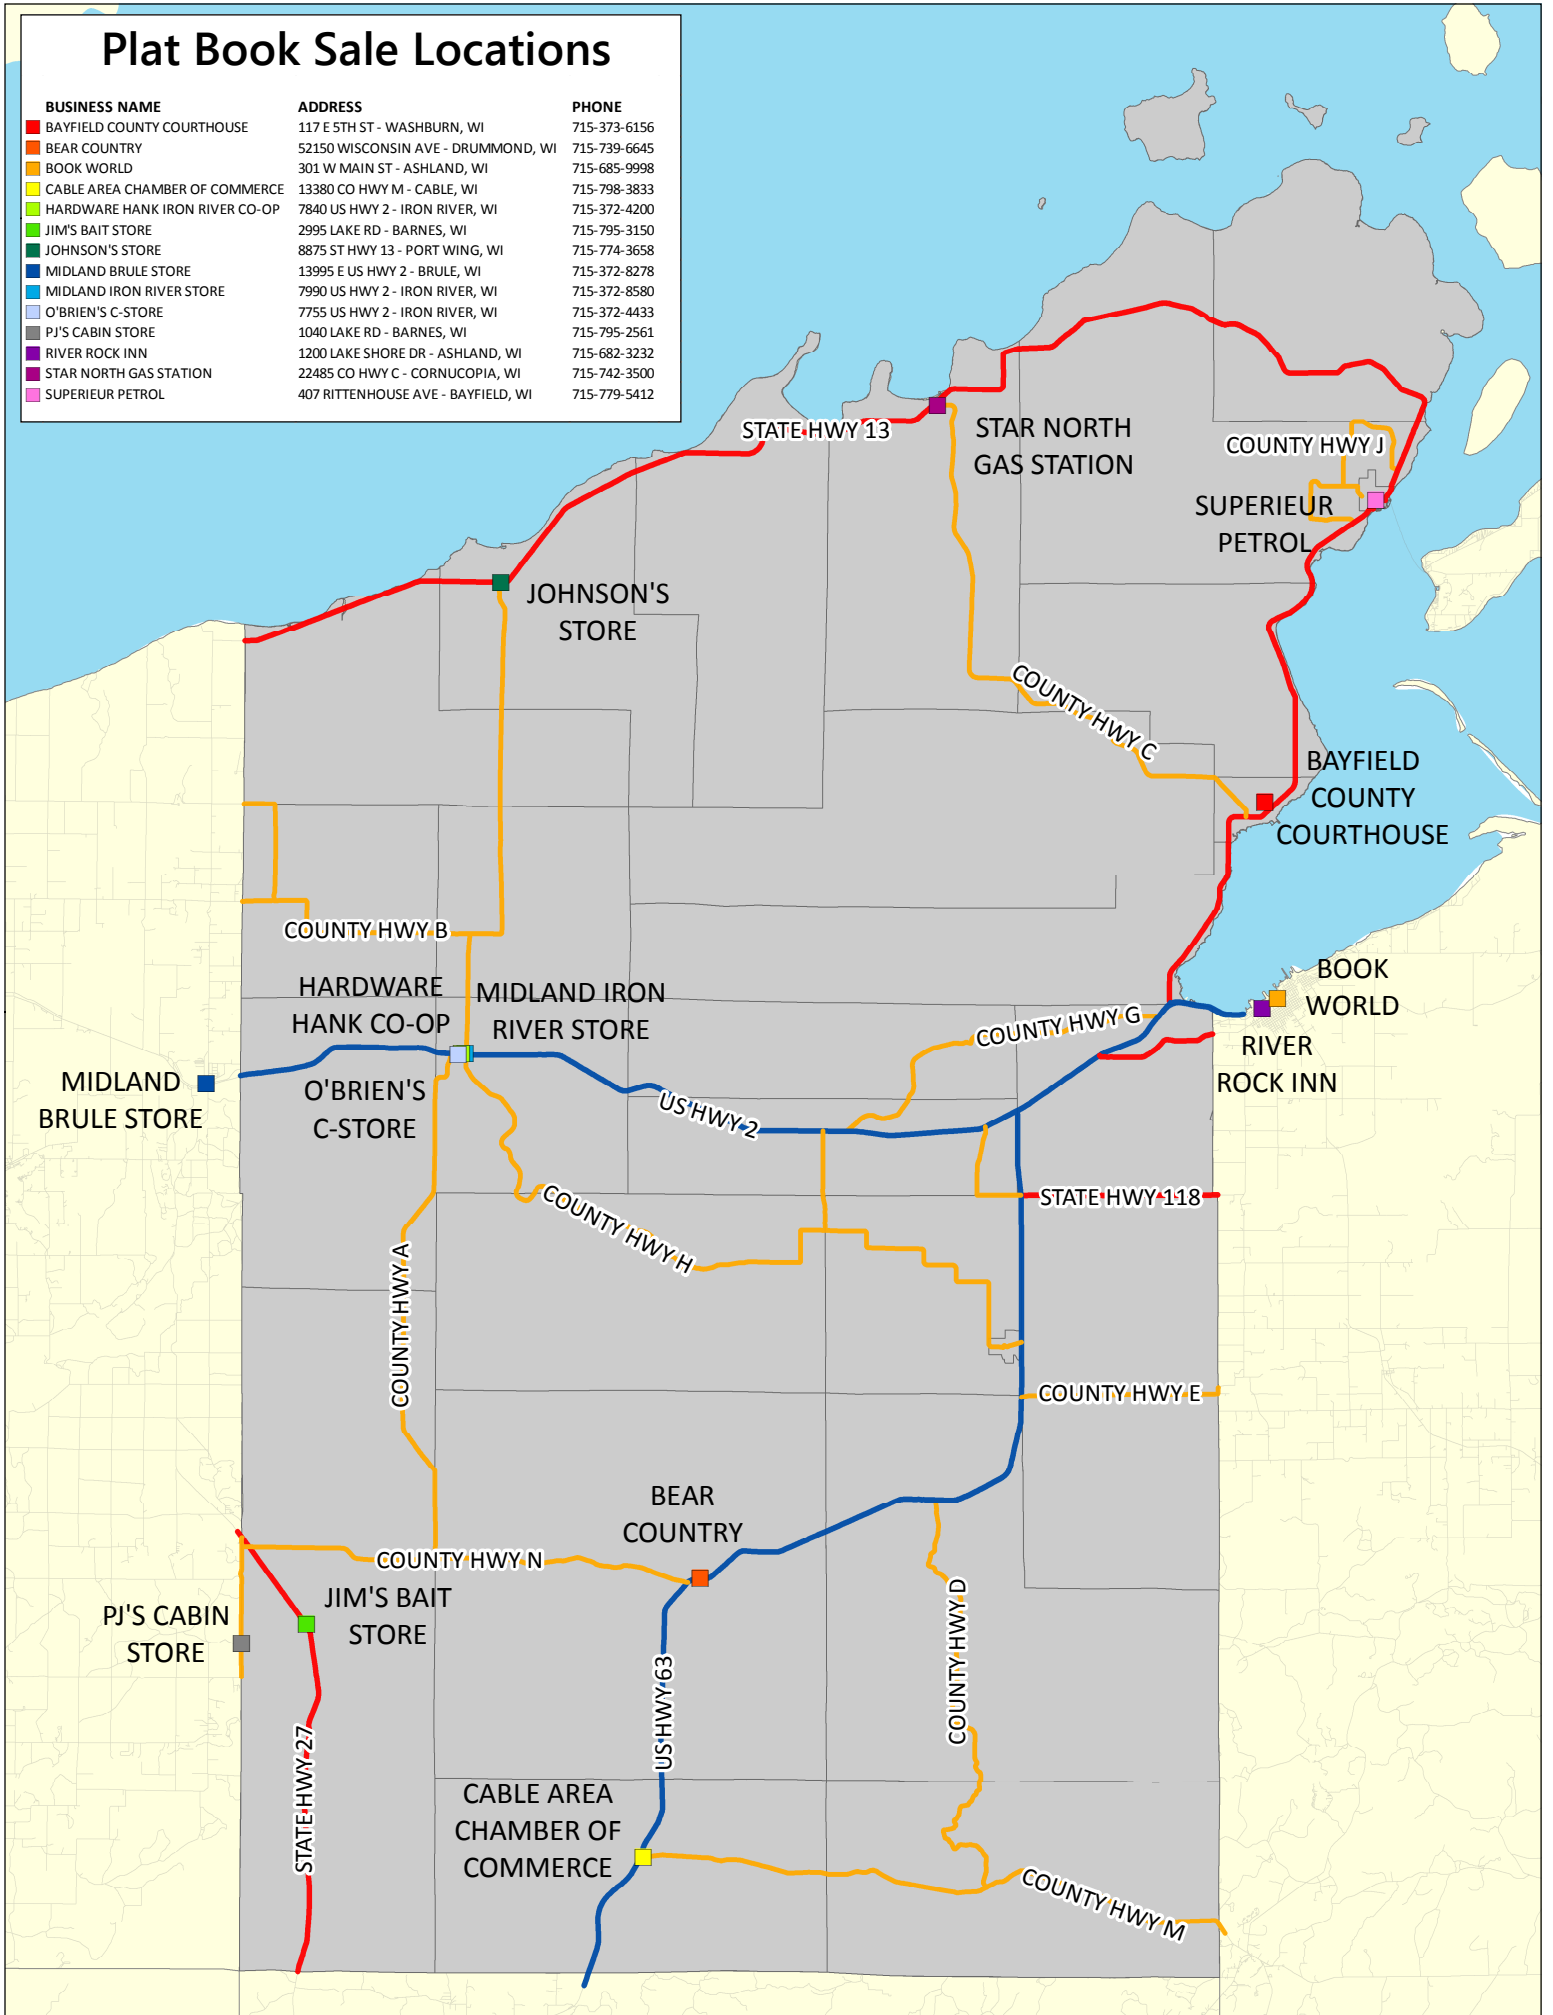 Plat Book Sale Locations
BUSINESS NAME ADDRESS PHONE
BAYFIELD COUNTY COURTHOUSE 117 E 5TH ST - WASHBURN, WI 715-373-6156
BEAR COUNTRY 52150 WISCONSIN AVE - DRUMMOND, WI 715-739-6645
BOOK WORLD 301 W MAIN ST - ASHLAND, WI 715-685-9998
CABLE AREA CHAMBER OF COMMERCE 13380 CO HWY M - CABLE, WI 715-798-3833
HARDWARE HANK IRON RIVER CO-OP 7840 US HWY 2 - IRON RIVER, WI 715-372-4200
JIM'S BAIT STORE 2995 LAKE RD - BARNES, WI 715-795-3150
JOHNSON'S STORE 8875 ST HWY 13 - PORT WING, WI 715-774-3658
MIDLAND BRULE STORE 13995 E US HWY 2 - BRULE, WI 715-372-8278
MIDLAND IRON RIVER STORE 7990 US HWY 2 - IRON RIVER, WI 715-372-8580
O'BRIEN'S C-STORE 7755 US HWY 2 - IRON RIVER, WI 715-372-4433
PJ'S CABIN STORE 1040 LAKE RD - BARNES, WI 715-795-2561
RIVER ROCK INN 1200 LAKE SHORE DR - ASHLAND, WI 715-682-3232
STAR NORTH GAS STATION 22485 CO HWY C - CORNUCOPIA, WI 715-742-3500
SUPERIEUR PETROL 407 RITTENHOUSE AVE - BAYFIELD, WI 715-779-5412
STATE HWY 13
STAR NORTH
GAS STATION
COUNTY HWY J
SUPERIEUR
PETROL
JOHNSON'S
STORE
COUNTY HWY C
BAYFIELD
COUNTY
COURTHOUSE
COUNTY HWY B
HARDWARE
HANK CO-OP
MIDLAND IRON
RIVER STORE
BOOK
WORLD
COUNTY HWY G
RIVER
ROCK INN
MIDLAND
BRULE STORE
O'BRIEN'S
C-STORE
US HWY 2
STATE HWY 118
COUNTY HWY H
COUNTY HWY A
COUNTY HWY E
BEAR
COUNTRY
COUNTY HWY N
JIM'S BAIT
STORE
PJ'S CABIN
STORE
COUNTY HWY D
US HWY 63
STATE HWY 27
CABLE AREA
CHAMBER OF
COMMERCE
COUNTY HWY M